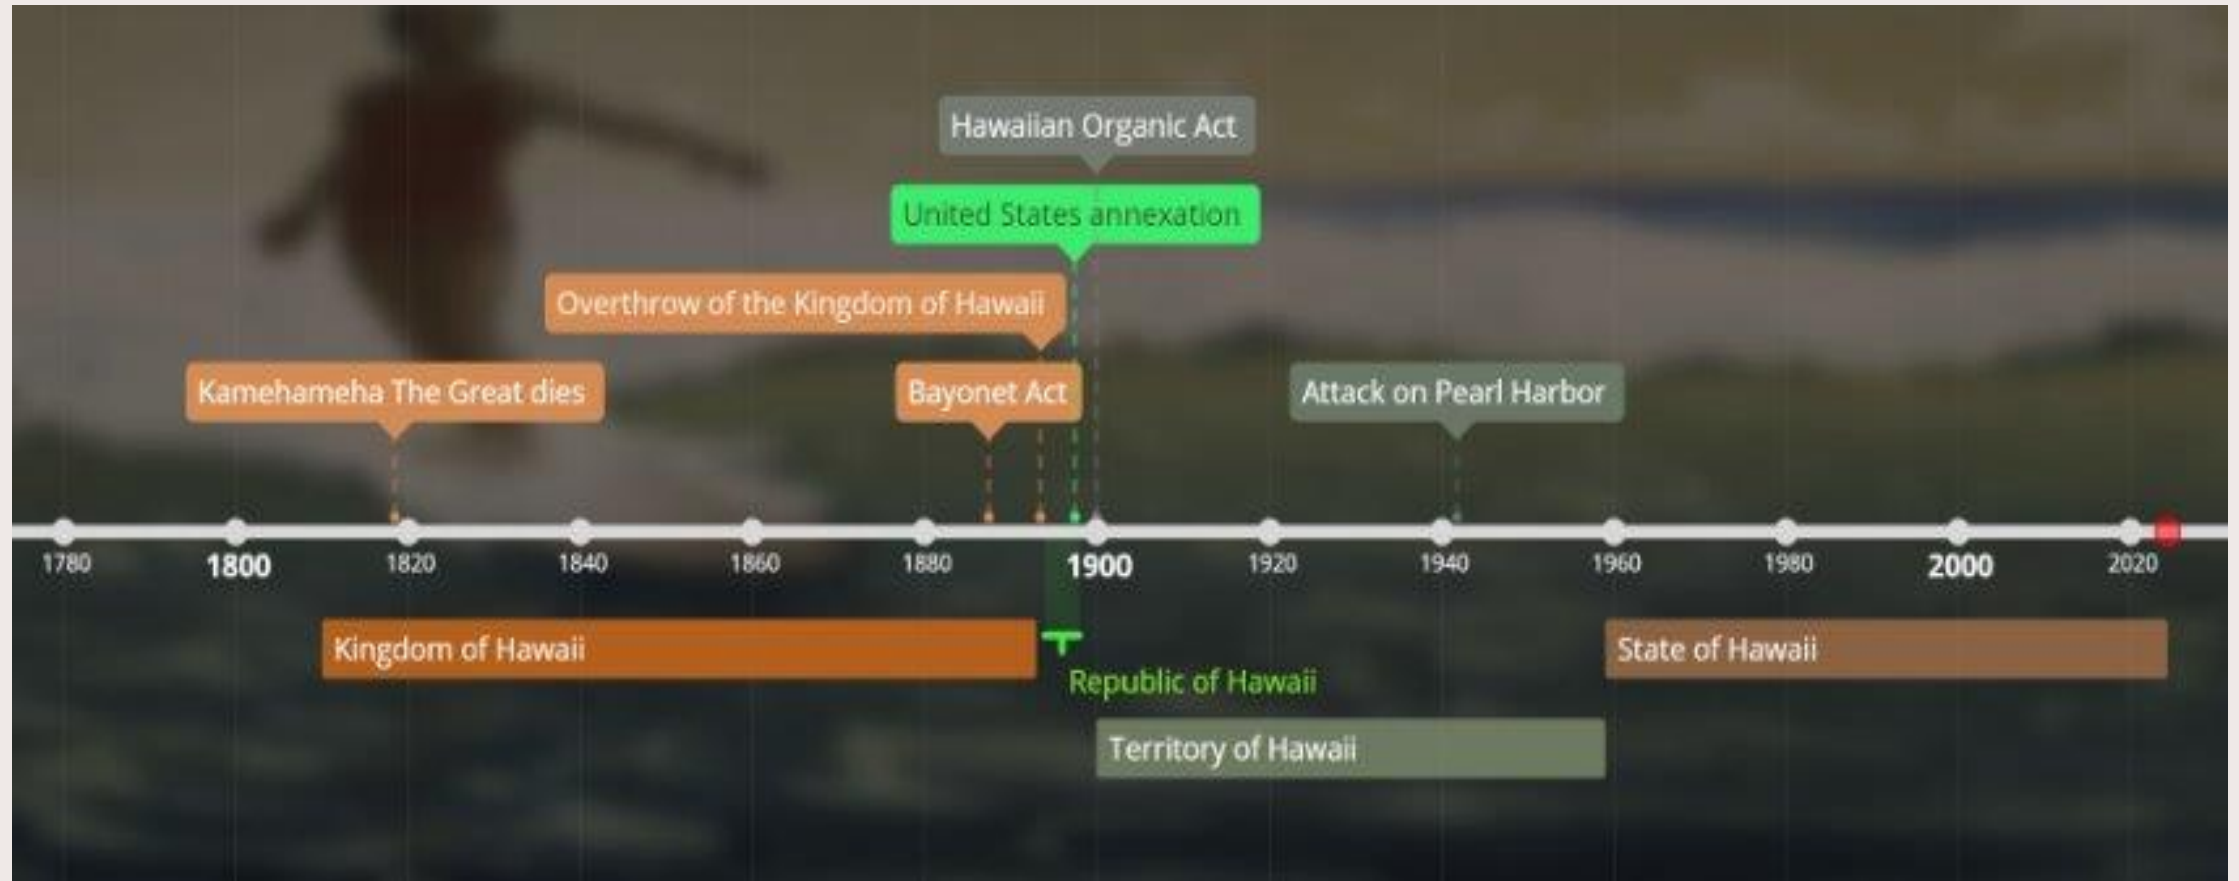 Hawaiian Organic Act
United States annexation
Overthrow of the Kingdom of Hawaii
Kamehameha The Great dies
Bayonet Act
Attack on Pearl Harbor
1780 1800 1820 1840 1860 1880 1900 1920 1940 1960 1980 2000 2020
Kingdom of Hawaii
State of Hawaii
Republic of Hawaii
Territory of Hawaii